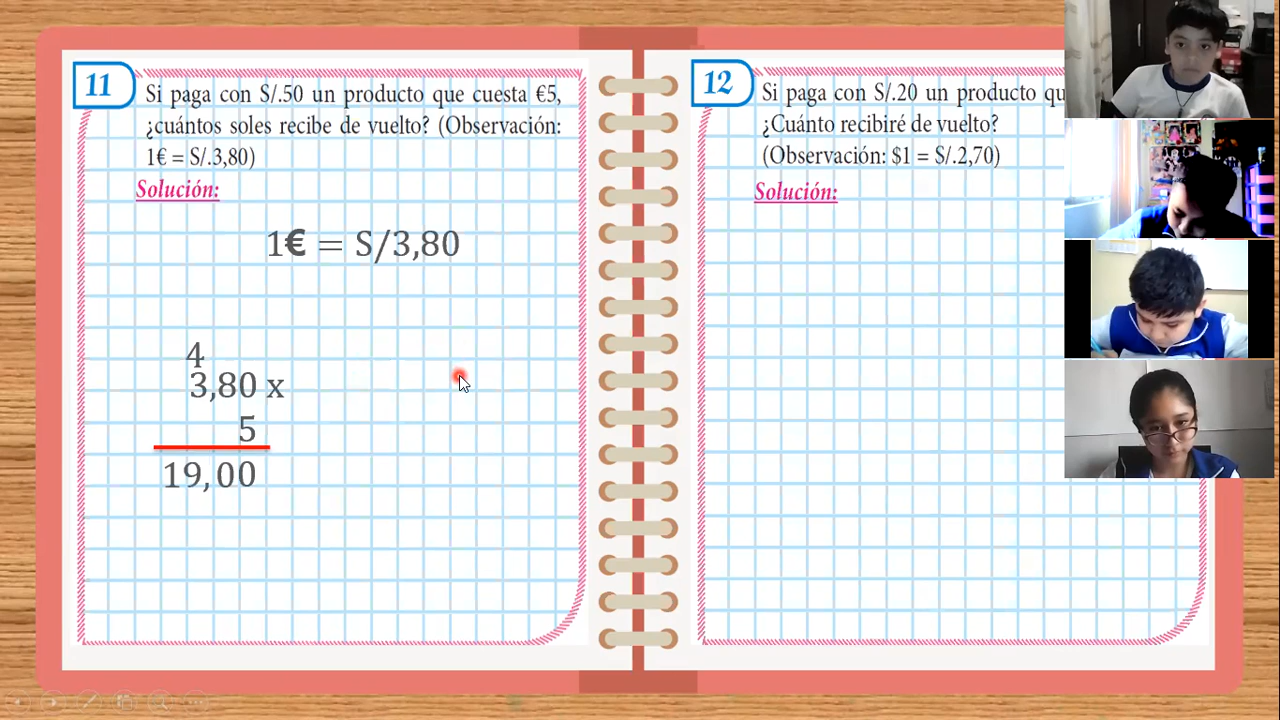 11
Si paga con S/.50 un producto que cuesta €5,
¿cuántos soles recibe de vuelto? (Observación:
1€ = S/.3,80)
Solución:
1€ = S/3,80
4
3,80 x
5
19,00
12
Si paga con S/.20 un producto qu
¿Cuánto recibiré de vuelto?
(Observación: $1 = S/.2,70)
Solución: